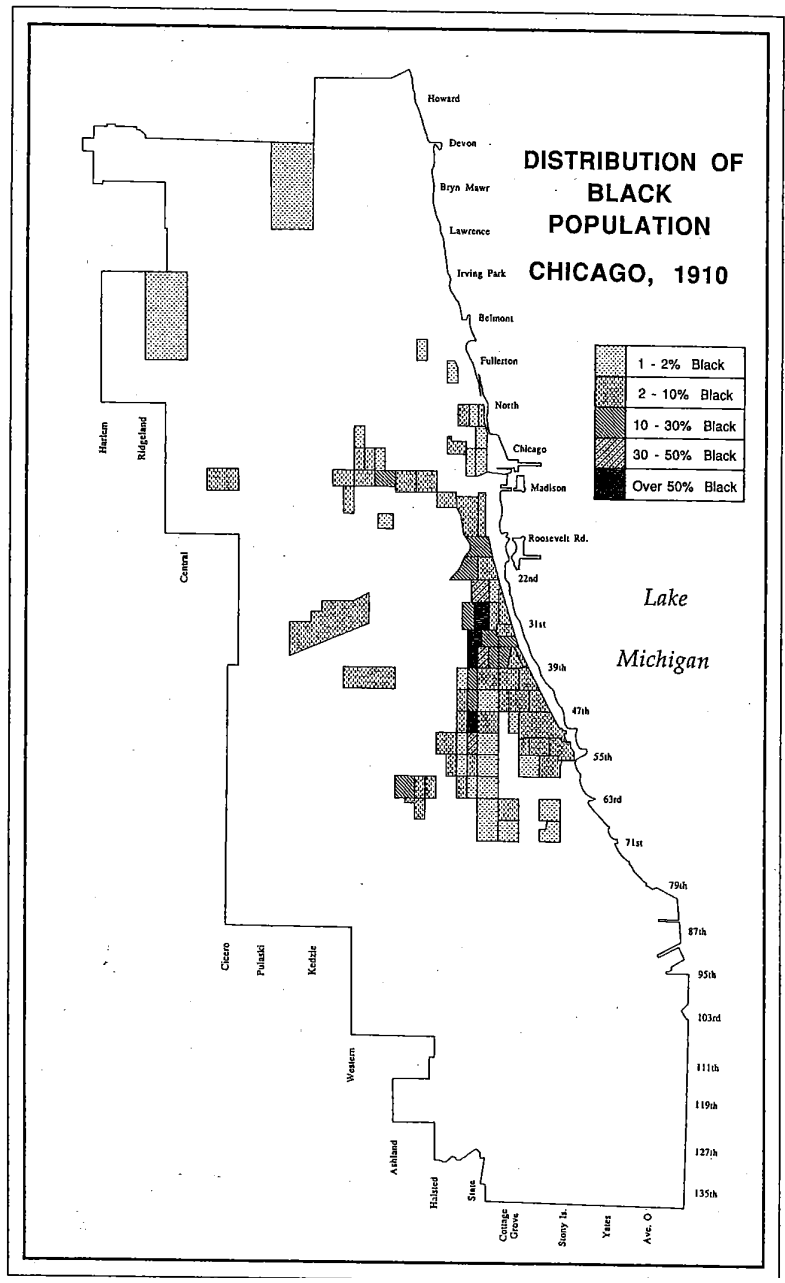 DISTRIBUTION OF
BLACK
POPULATION
CHICAGO, 1910
1 - 2% Black
2 - 10% Black
10 - 30% Black
30 - 50% Black
Over 50% Black
Howard
Devon
Bryn Mawr
Lawrence
Irving Park
Belmont
Fullerton
North
Chicago
Madison
Roosevelt Rd.
22nd
31st
39th
47th
55th
63rd
71st
79th
87th
95th
103rd
111th
119th
127th
135th
Lake
Michigan
Harlem
Ridgeland
Central
Cicero
Pulaski
Kedzie
Western
Ashland
Halsted
State
Cottage
Grove
Stony Is.
Yates
Ave. O